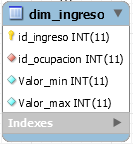 dim_ingreso
id_ingreso INT(11)
id_ocupacion INT(11)
Valor_min INT(11)
Valor_max INT(11)
Indexes